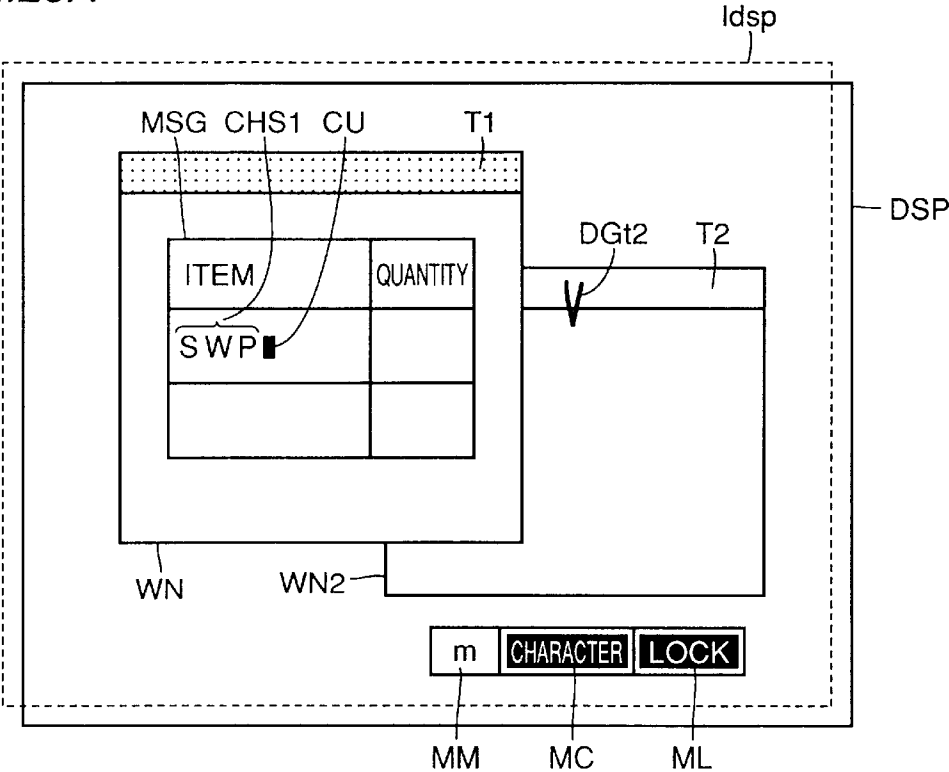 Idsp
MSG CHS1 CU T1
DSP
DGt2 T2
ITEM QUANTITY
SWP
WN WN2
m CHARACTER LOCK
MM MC ML